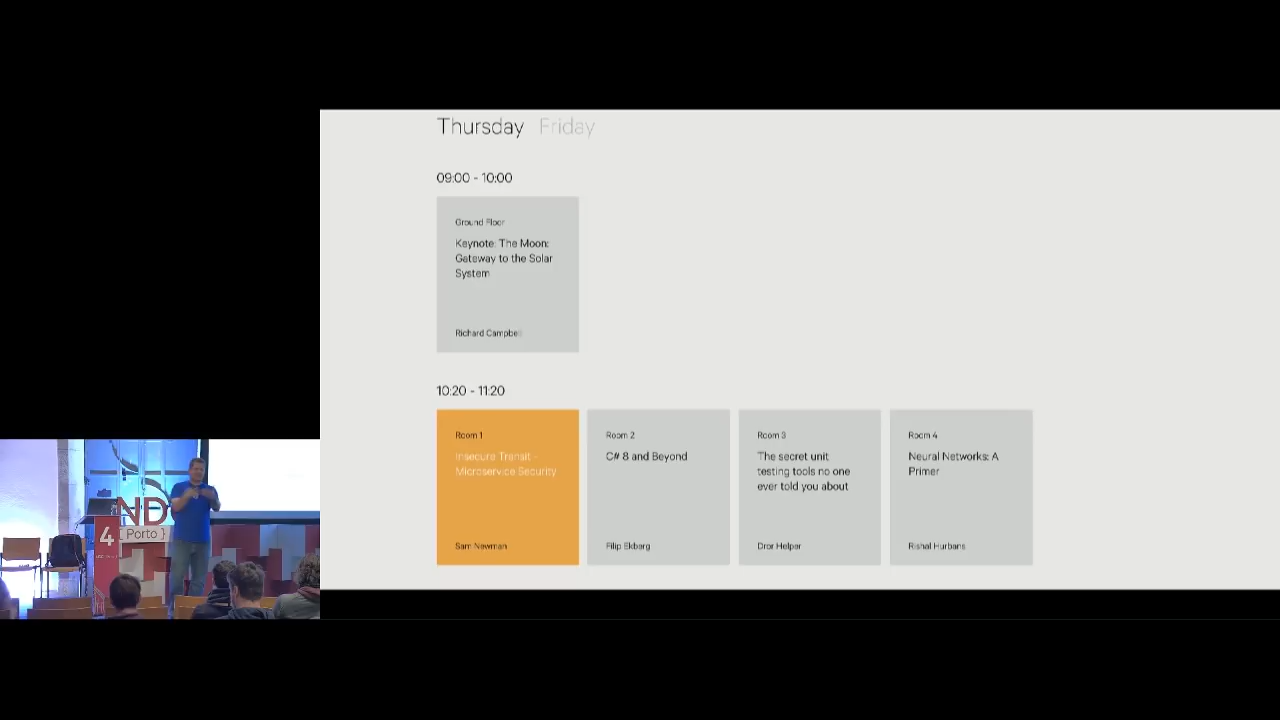 Thursday Friday
09:00 - 10:00
Ground Floor
Keynote: The Moon:
Gateway to the Solar
System
Richard Campbell
10:20 - 11:20
Room 1
Insecure Transit -
Microservice Security
Sam Newman
Room 2
C# 8 and Beyond
Filip Ekberg
Room 3
The secret unit
testing tools no one
ever told you about
Dror Helper
Room 4
Neural Networks: A
Primer
Rishal Hurbans
ND
{ Porto }
4